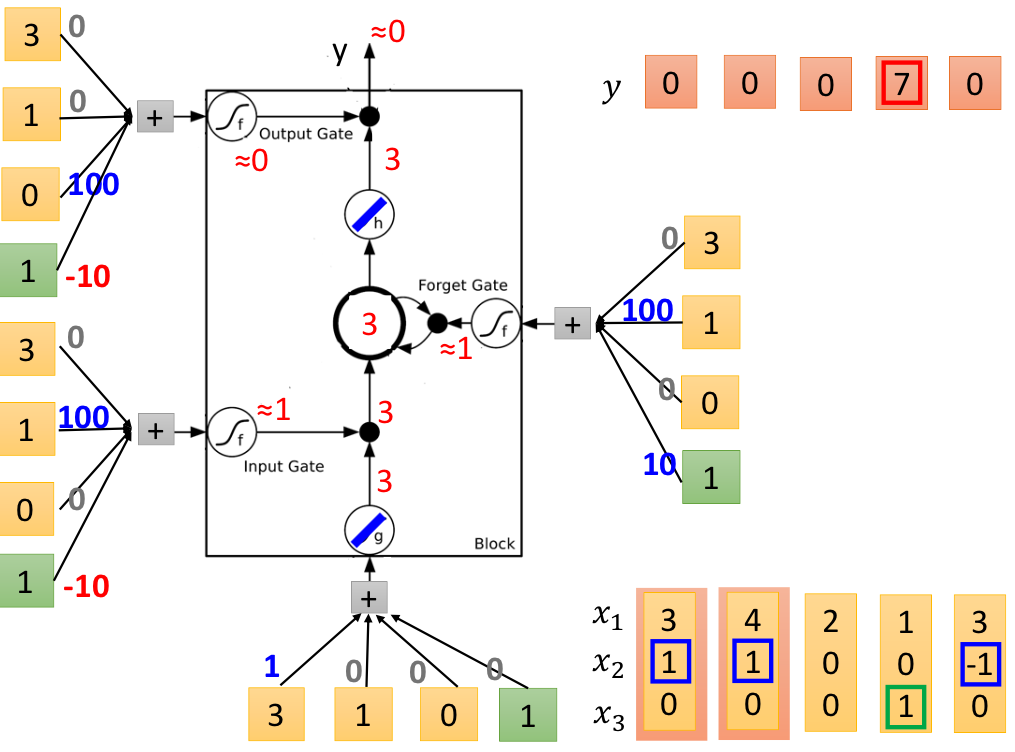 3 0
1 0
0 100
1 -10
+
y ≈0
f
Output Gate
≈0
3
h
Forget Gate
3
f
≈1
+
0 3
100 1
0 0
10 1
3 0
1 100
0 0
1 -10
+
f
≈1
Input Gate
3
3
g
Block
+
1 0 0 0
3 1 0 1
y 0 0 0 7 0
x₁ 3 4 2 1 3
x₂ 1 1 0 0 -1
x₃ 0 0 0 1 0